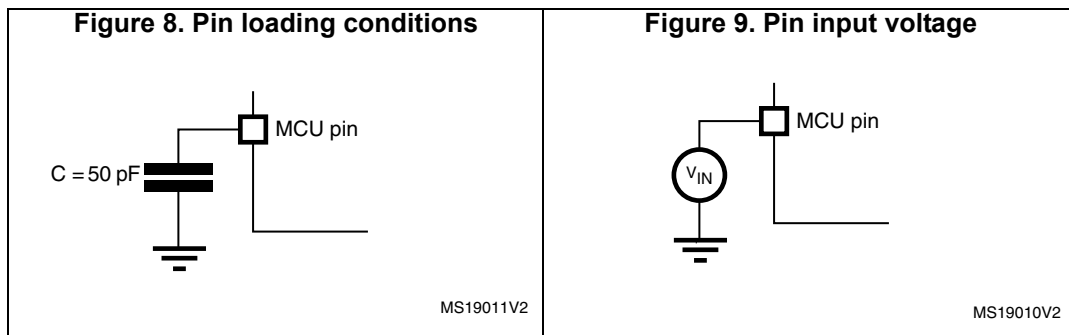 Figure 8. Pin loading conditions
MCU pin
C = 50 pF
MS19011V2
Figure 9. Pin input voltage
MCU pin
VIN
MS19010V2